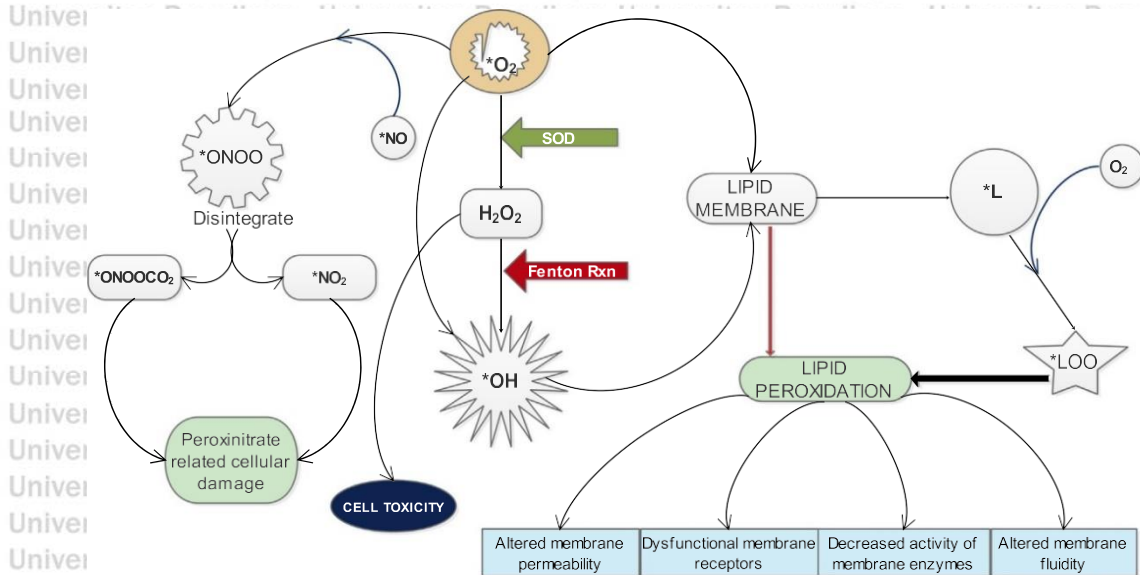 *O₂
*NO
SOD
*ONOO
Disintegrate
H₂O₂
LIPID
MEMBRANE
*L
O₂
*ONOOCO₂
*NO₂
Fenton Rxn
*OH
LIPID
PEROXIDATION
*LOO
Peroxinitrate
related cellular
damage
CELL TOXICITY
Altered membrane
permeability
Dysfunctional membrane
receptors
Decreased activity of
membrane enzymes
Altered membrane
fluidity